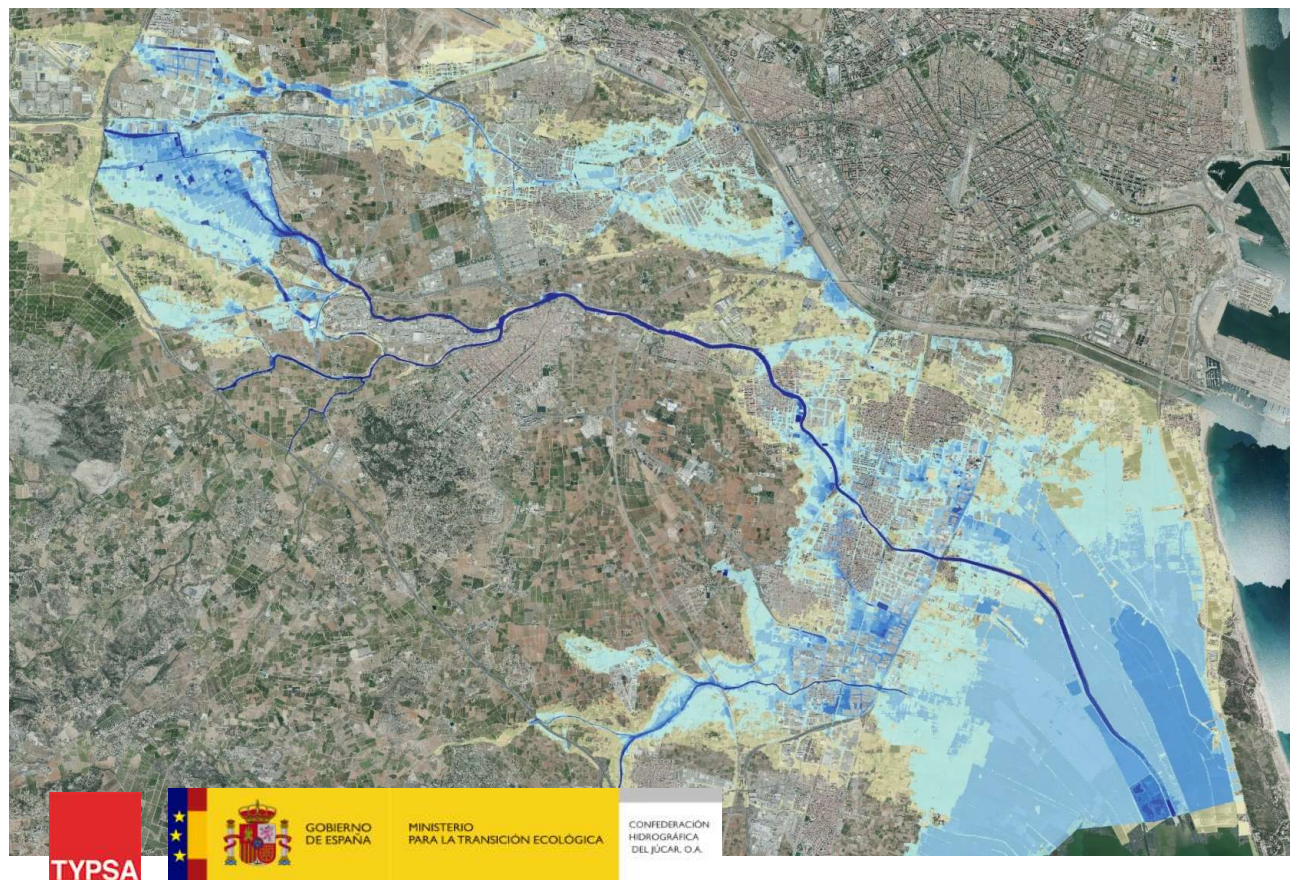 TYPSA
GOBIERNO
DE ESPAÑA
MINISTERIO
PARA LA TRANSICIÓN ECOLÓGICA
CONFEDERACIÓN
HIDROGRÁFICA
DEL JÚCAR, O.A.